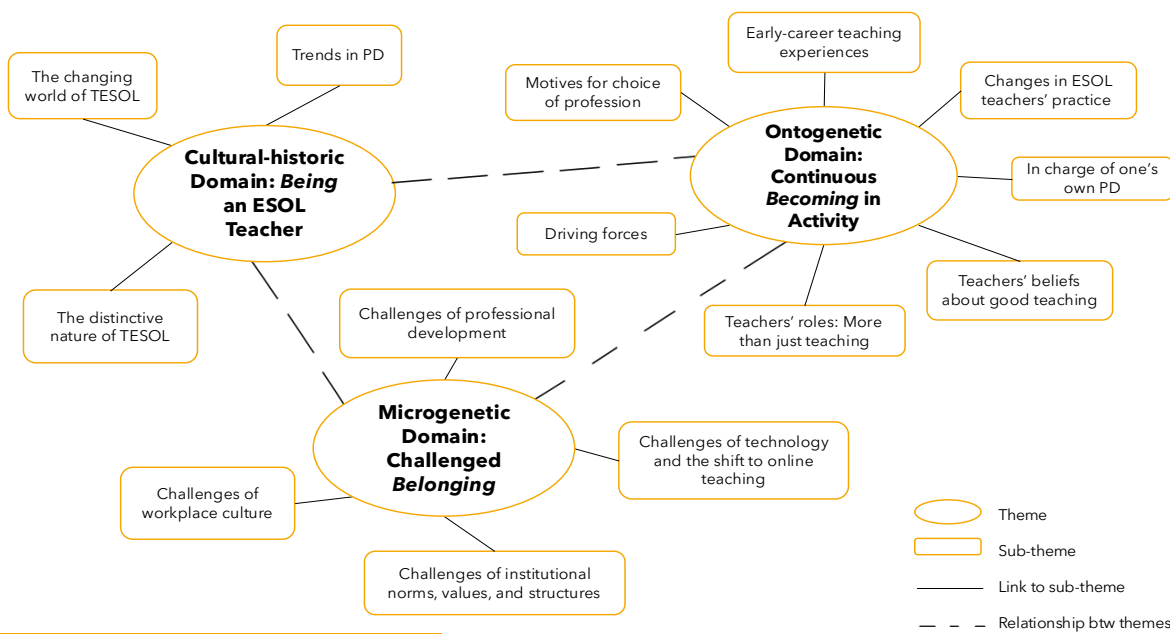 Trends in PD
The changing
world of TESOL
Cultural-historic
Domain: Being
an ESOL
Teacher
The distinctive
nature of TESOL
Early-career teaching
experiences
Motives for choice
of profession
Changes in ESOL
teachers’ practice
Ontogenetic
Domain:
Continuous
Becoming in
Activity
In charge of one’s
own PD
Driving forces
Teachers’ beliefs
about good teaching
Teachers’ roles: More
than just teaching
Challenges of professional
development
Microgenetic
Domain:
Challenged
Belonging
Challenges of technology
and the shift to online
teaching
Challenges of
workplace culture
Challenges of institutional
norms, values, and structures
Theme
Sub-theme
Link to sub-theme
Relationship btw themes